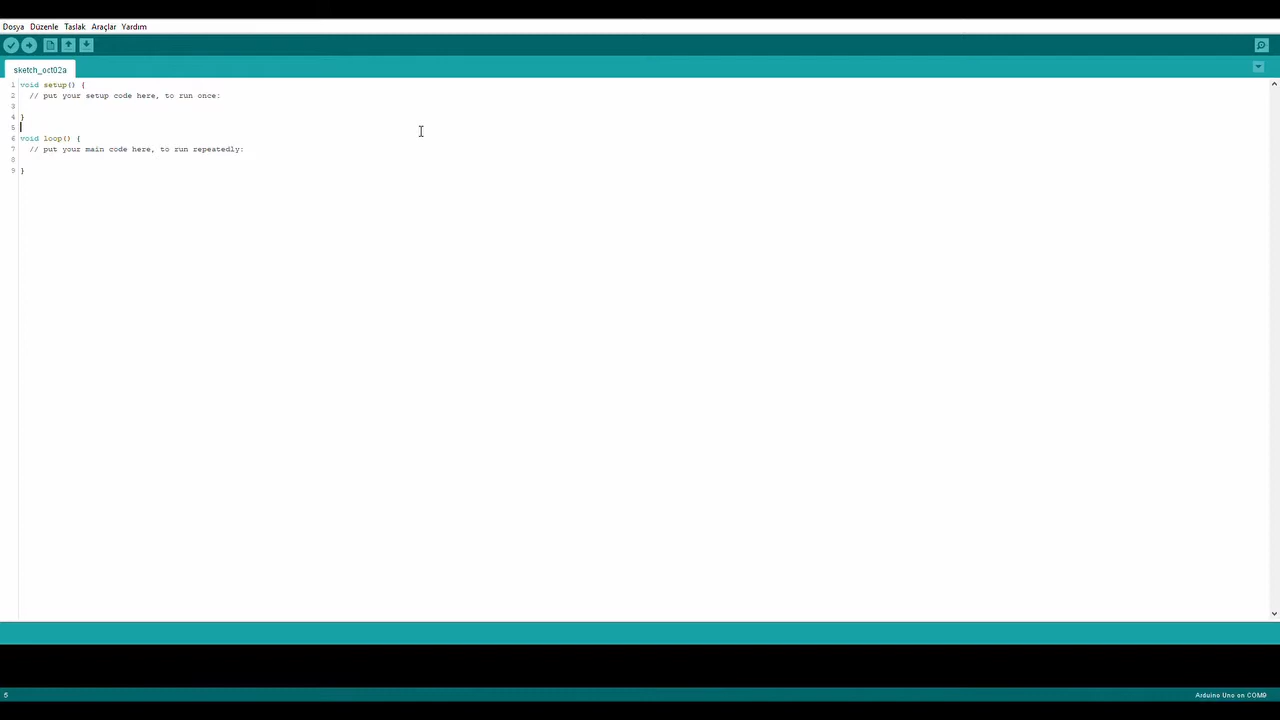 Dosya Düzenle Taslak Araçlar Yardım
sketch_oct02a
1 void setup() {
2 // put your setup code here, to run once:
3
4 }
5
6 void loop() {
7 // put your main code here, to run repeatedly:
8
9 }
5 Arduino Uno on COM9